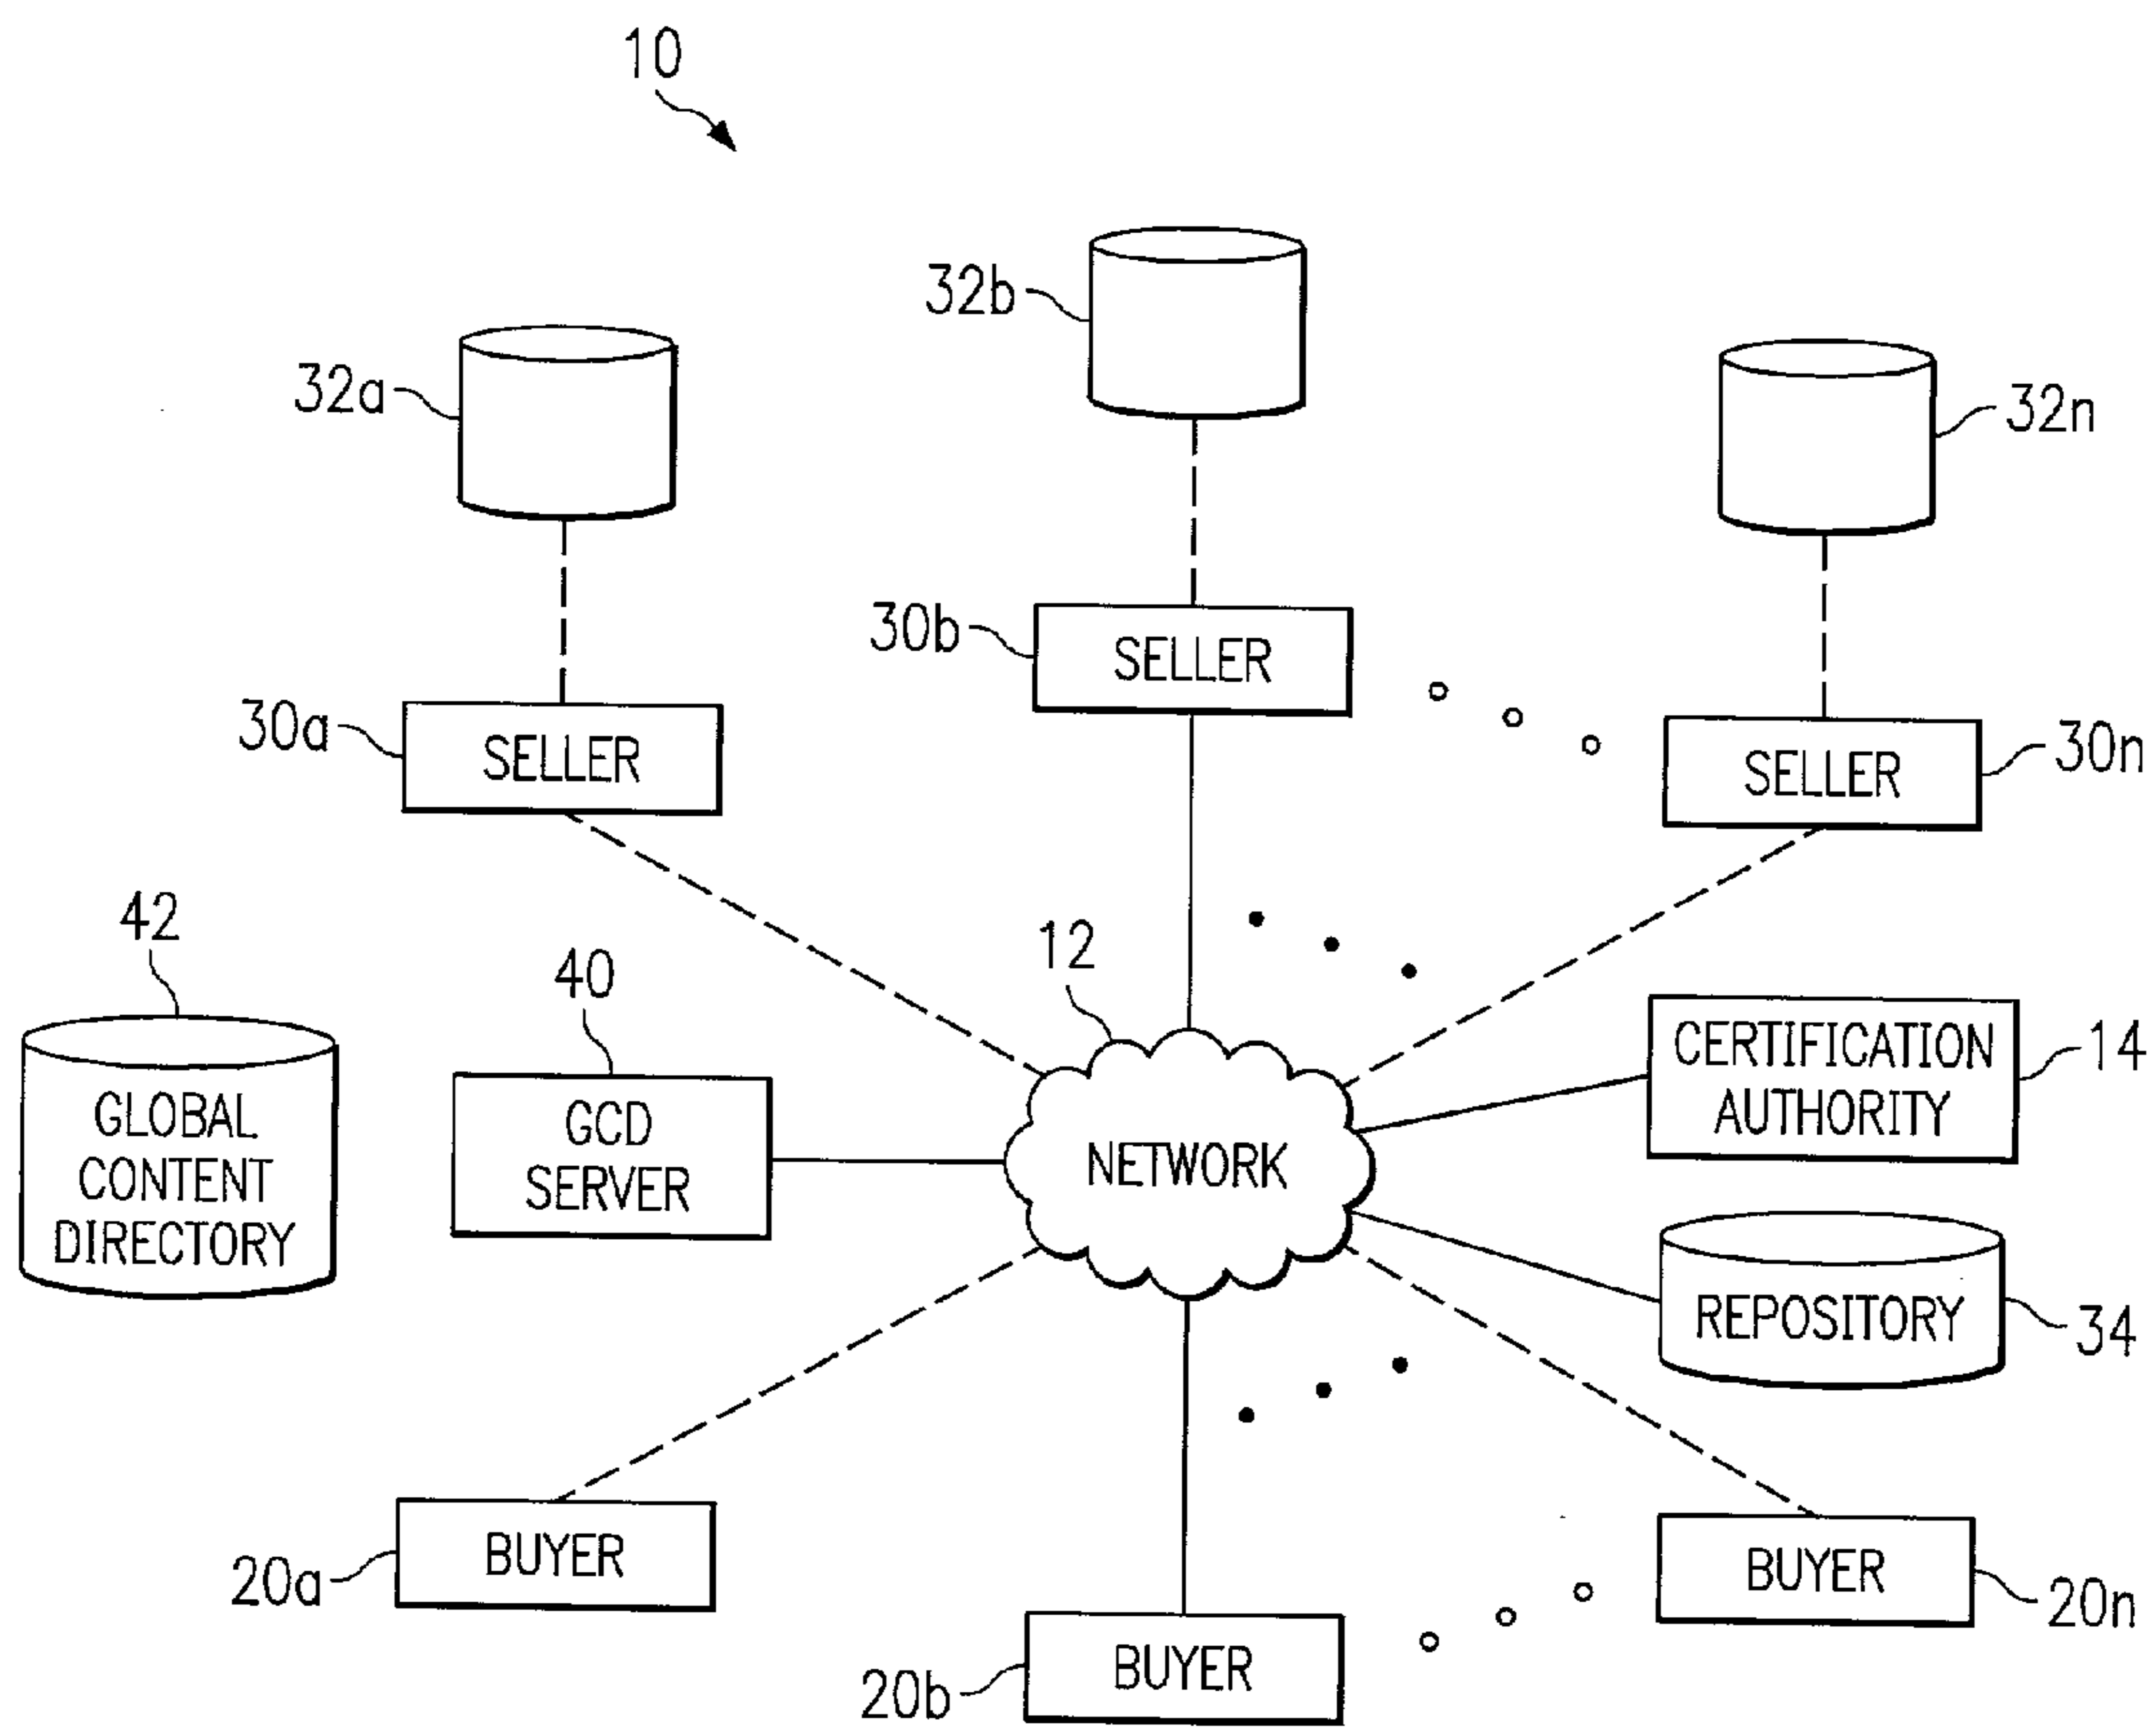 10
32b
32a
32n
30b
SELLER
30a
SELLER
SELLER
30n
42
40
12
CERTIFICATION
AUTHORITY
14
GLOBAL
CONTENT
DIRECTORY
GCD
SERVER
NETWORK
REPOSITORY
34
BUYER
20a
BUYER
20n
BUYER
20b